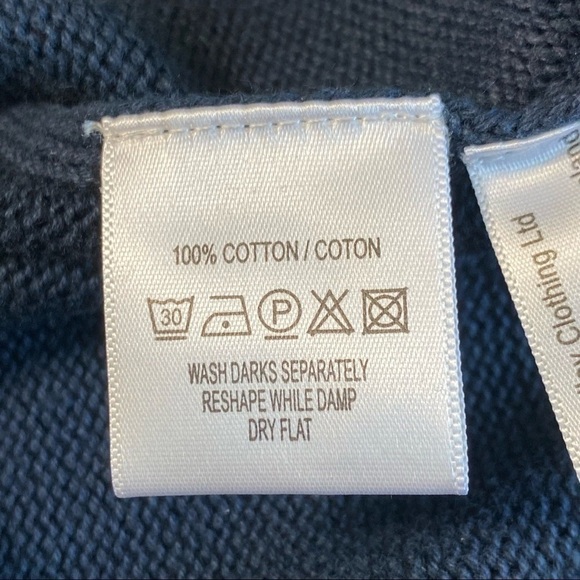 100% COTTON / COTON
30 P
WASH DARKS SEPARATELY
RESHAPE WHILE DAMP
DRY FLAT
Clothing Ltd